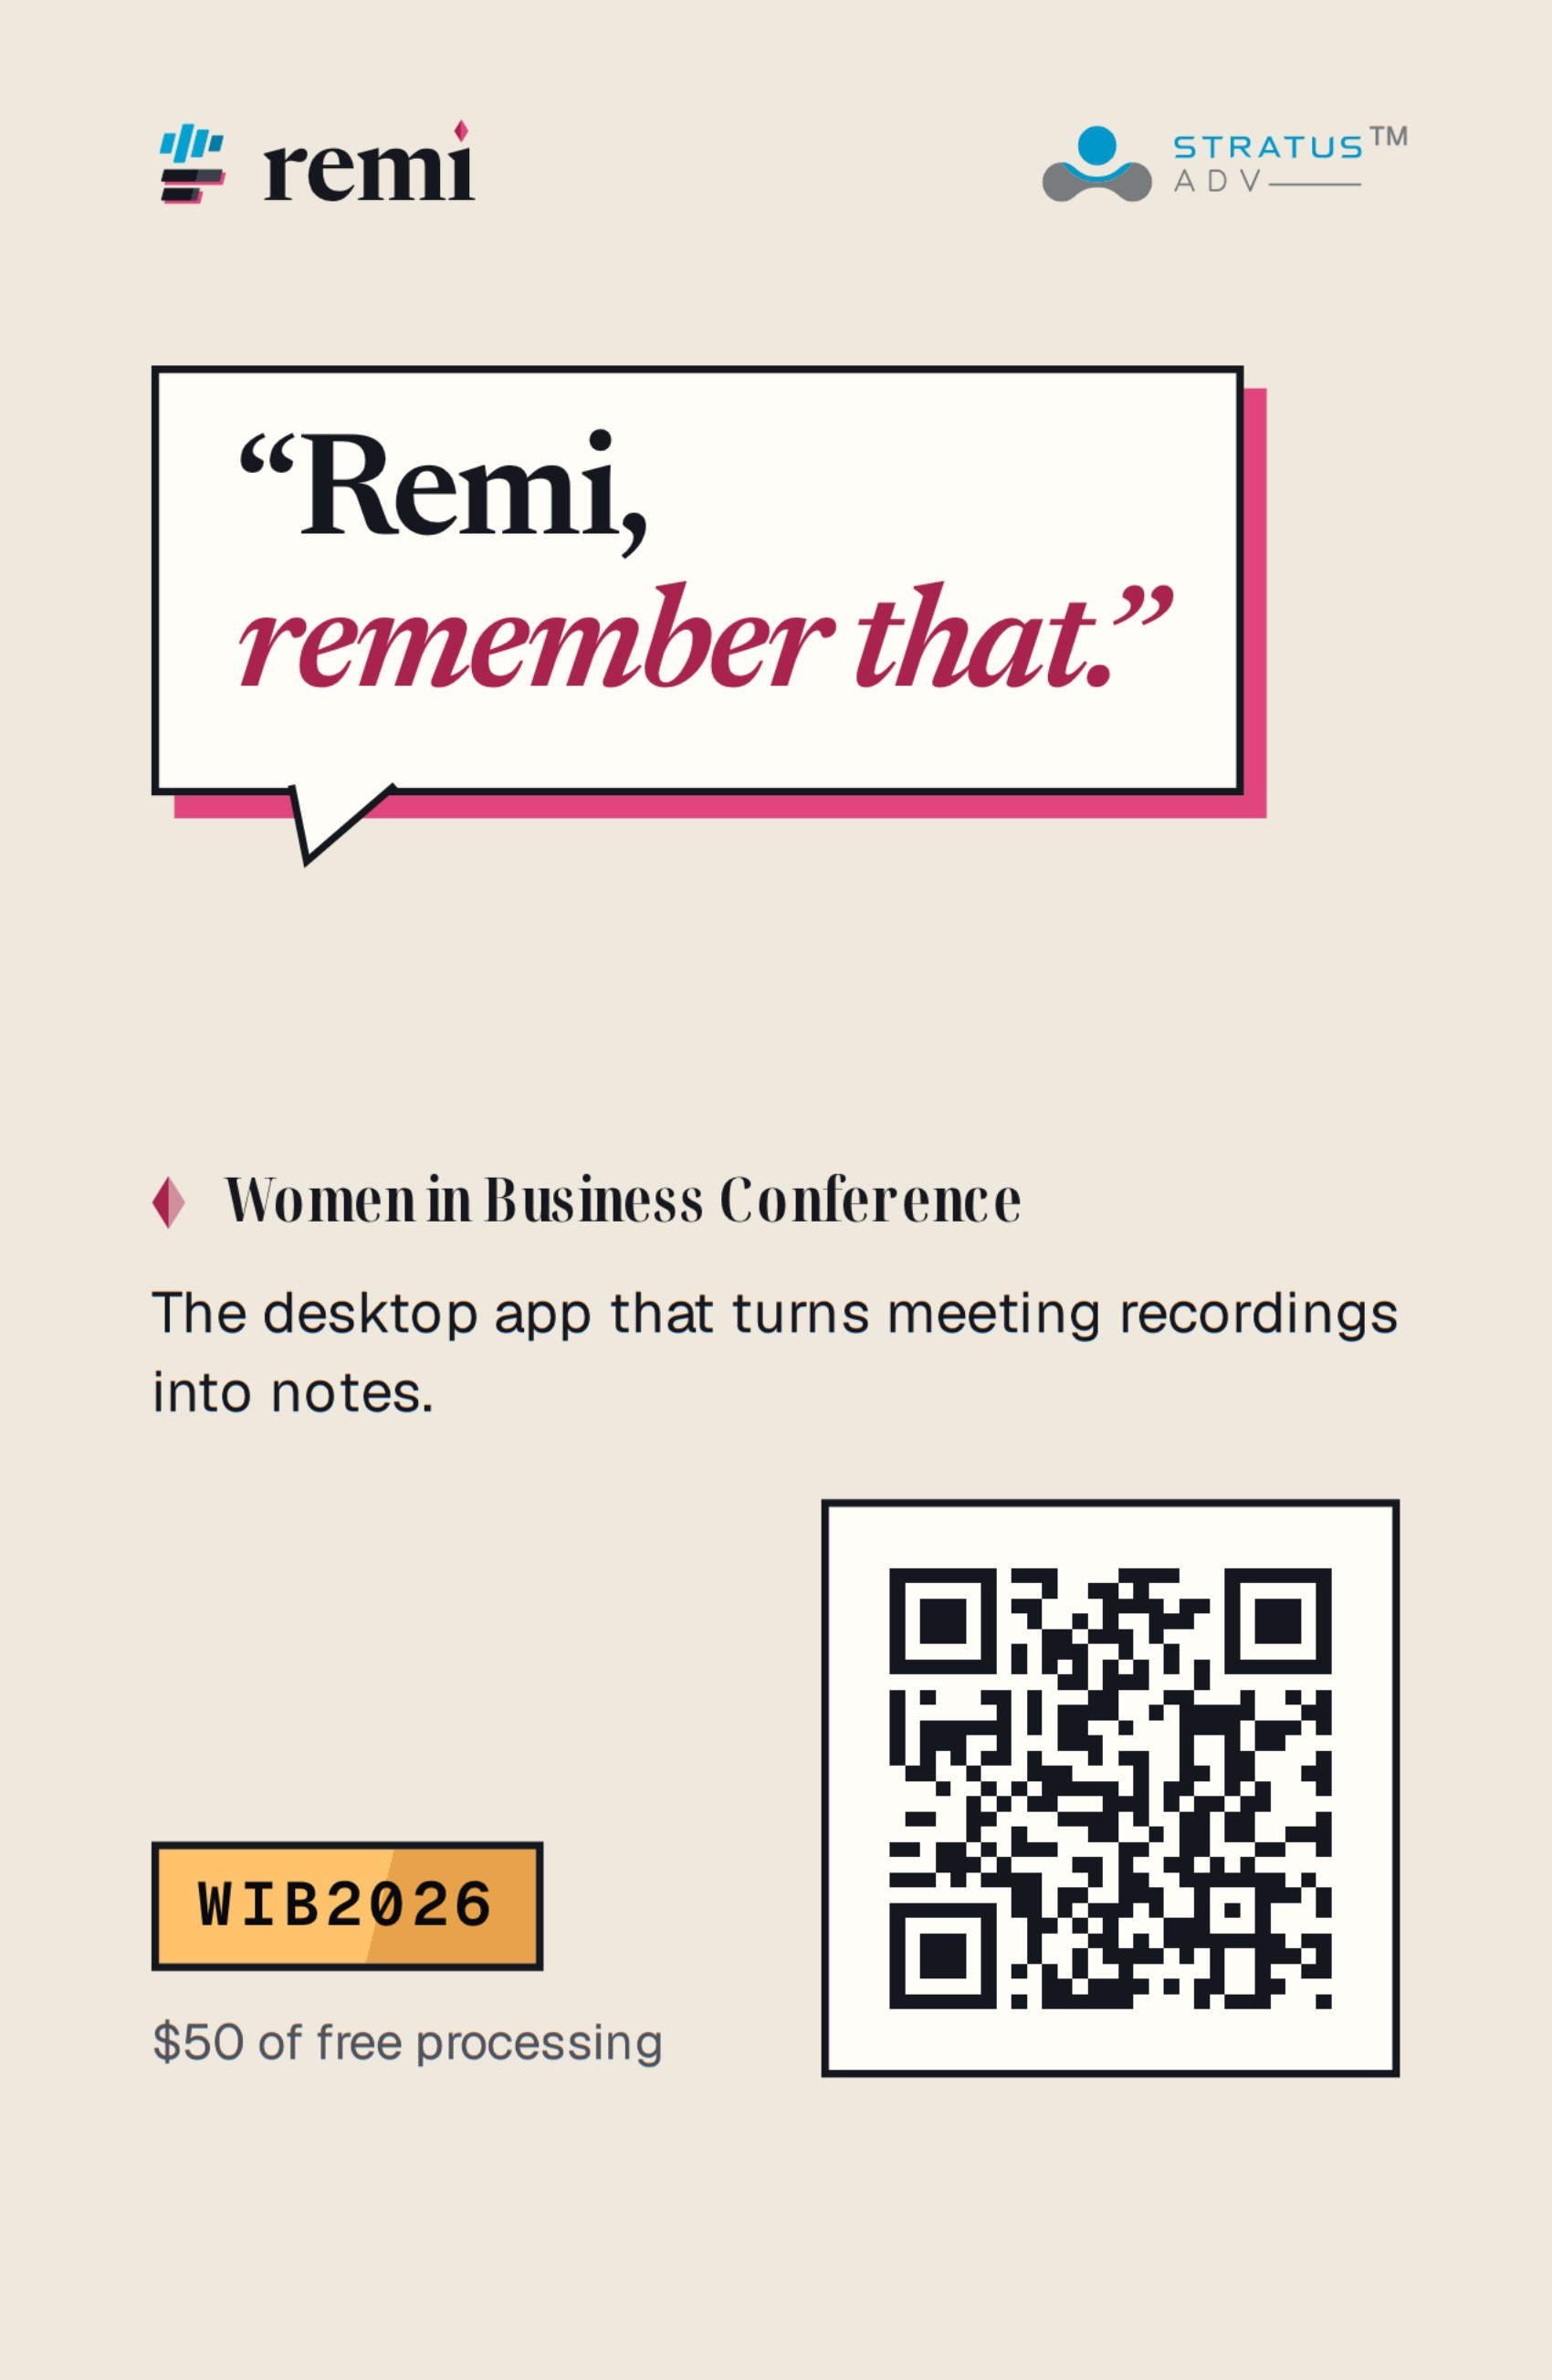 remi
STRATUS™
ADV
“Remi,
remember that.”
Women in Business Conference
The desktop app that turns meeting recordings
into notes.
WIB2026
$50 of free processing